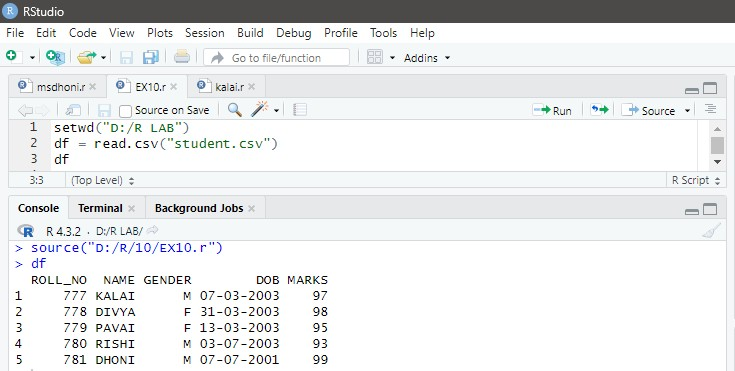 RStudio
File Edit Code View Plots Session Build Debug Profile Tools Help
Go to file/function Addins
msdhoni.r EX10.r kalai.r
Source on Save Run Source
1 setwd("D:/R LAB")
2 df = read.csv("student.csv")
3 df
3:3 (Top Level) R Script
Console Terminal Background Jobs
R 4.3.2 · D:/R LAB/
> source("D:/R/10/EX10.r")
> df
ROLL_NO NAME GENDER DOB MARKS
1 777 KALAI M 07-03-2003 97
2 778 DIVYA F 31-03-2003 98
3 779 PAVAI F 13-03-2003 95
4 780 RISHI M 03-07-2003 93
5 781 DHONI M 07-07-2001 99